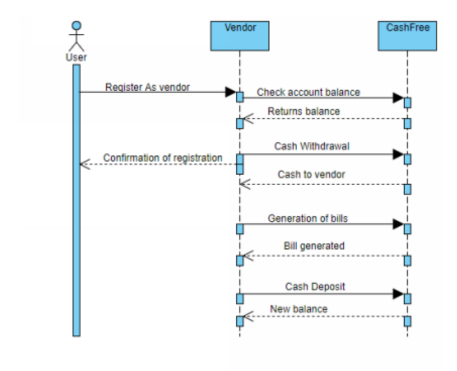 Vendor
CashFree
User
Register As vendor
Check account balance
Returns balance
Cash Withdrawal
Confirmation of registration
Cash to vendor
Generation of bills
Bill generated
Cash Deposit
New balance